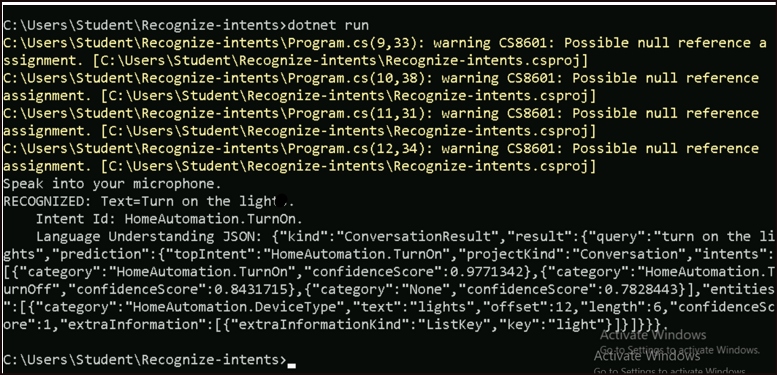 C:\Users\Student\Recognize-intents>dotnet run
C:\Users\Student\Recognize-intents\Program.cs(9,33): warning CS8601: Possible null reference a
ssignment. [C:\Users\Student\Recognize-intents\Recognize-intents.csproj]
C:\Users\Student\Recognize-intents\Program.cs(10,38): warning CS8601: Possible null reference
assignment. [C:\Users\Student\Recognize-intents\Recognize-intents.csproj]
C:\Users\Student\Recognize-intents\Program.cs(11,31): warning CS8601: Possible null reference
assignment. [C:\Users\Student\Recognize-intents\Recognize-intents.csproj]
C:\Users\Student\Recognize-intents\Program.cs(12,34): warning CS8601: Possible null reference
assignment. [C:\Users\Student\Recognize-intents\Recognize-intents.csproj]
Speak into your microphone.
RECOGNIZED: Text=Turn on the light .
Intent Id: HomeAutomation.TurnOn.
Language Understanding JSON: {"kind":"ConversationResult","result":{"query":"turn on the li
ghts","prediction":{"topIntent":"HomeAutomation.TurnOn","projectKind":"Conversation","intents":
[{"category":"HomeAutomation.TurnOn","confidenceScore":0.9771342},{"category":"HomeAutomation.T
urnOff","confidenceScore":0.8431715},{"category":"None","confidenceScore":0.7828443}],"entities
":[{"category":"HomeAutomation.DeviceType","text":"lights","offset":12,"length":6,"confidenceSc
ore":1,"extraInformation":[{"extraInformationKind":"ListKey","key":"light"}]}]}}}.
Activate Windows
Go to Settings to activate Windows.
C:\Users\Student\Recognize-intents>
Activate Windows